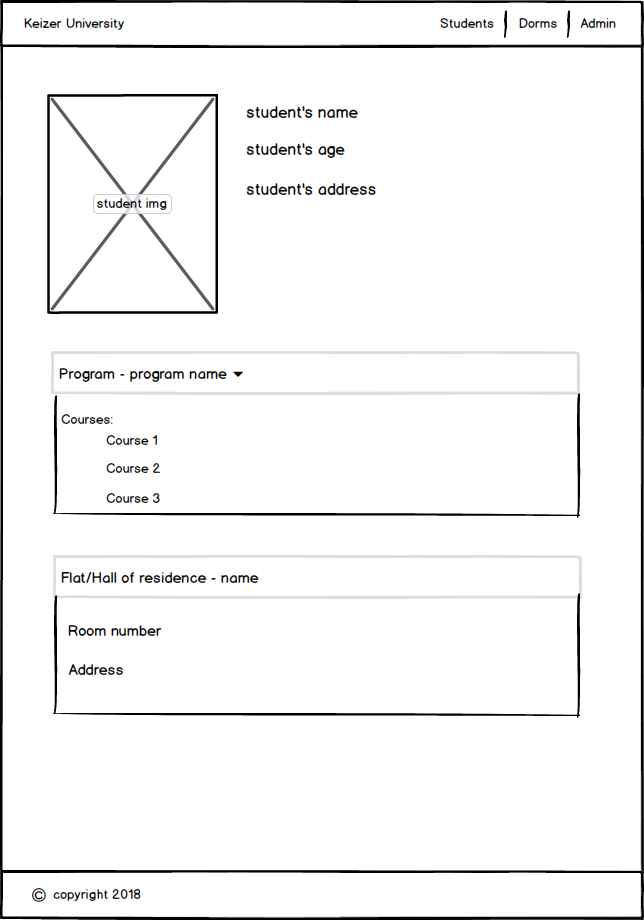 Keizer University
Students
Dorms
Admin
student img
student's name
student's age
student's address
Program - program name
Courses:
Course 1
Course 2
Course 3
Flat/Hall of residence - name
Room number
Address
© copyright 2018